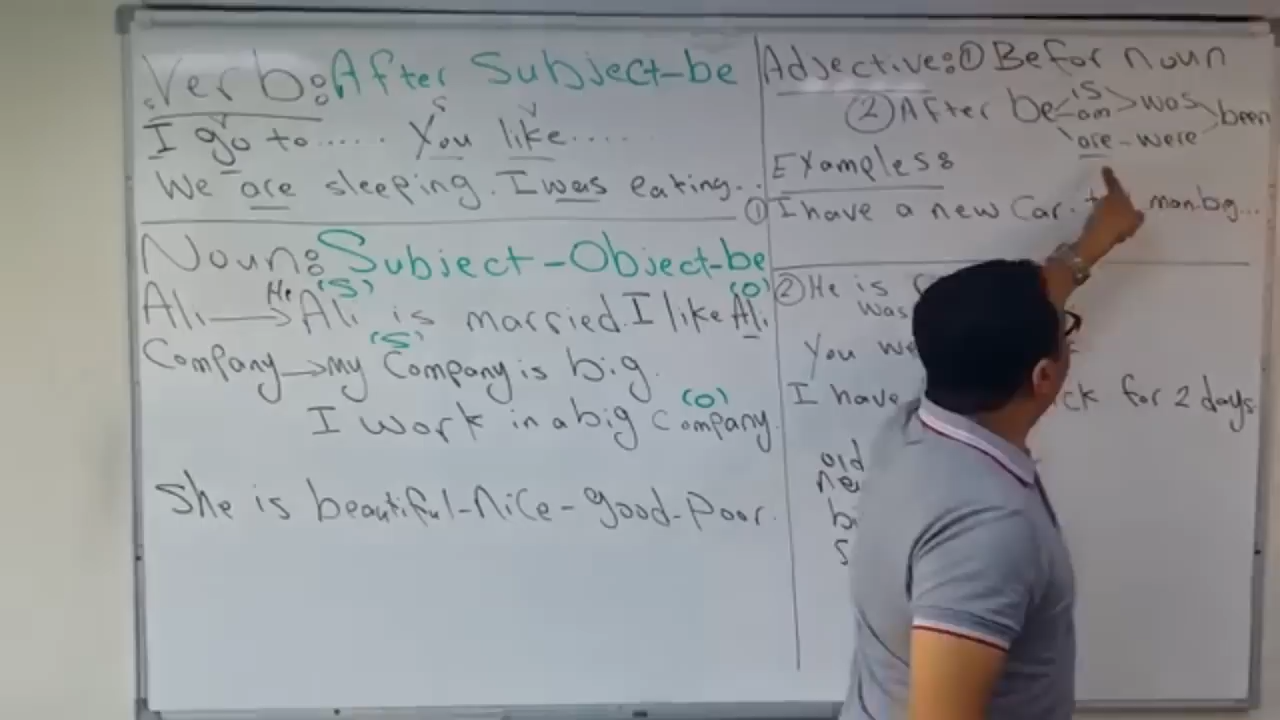 Verb: After Subject-be
S V
I go to ..... You like ......
We are sleeping. I was eating...
Noun: Subject-Object-be
He (S) (O)
Ali → Ali is married. I like Ali.
(S)
Company → my Company is big.
(O)
I work in a big Company.
She is beautiful-nice-good-Poor.
Adjective: ① Befor noun
② After be is am are was were been
Examples:
① I have a new Car. man big...
② He is
was
You
I have ck for 2 days
old